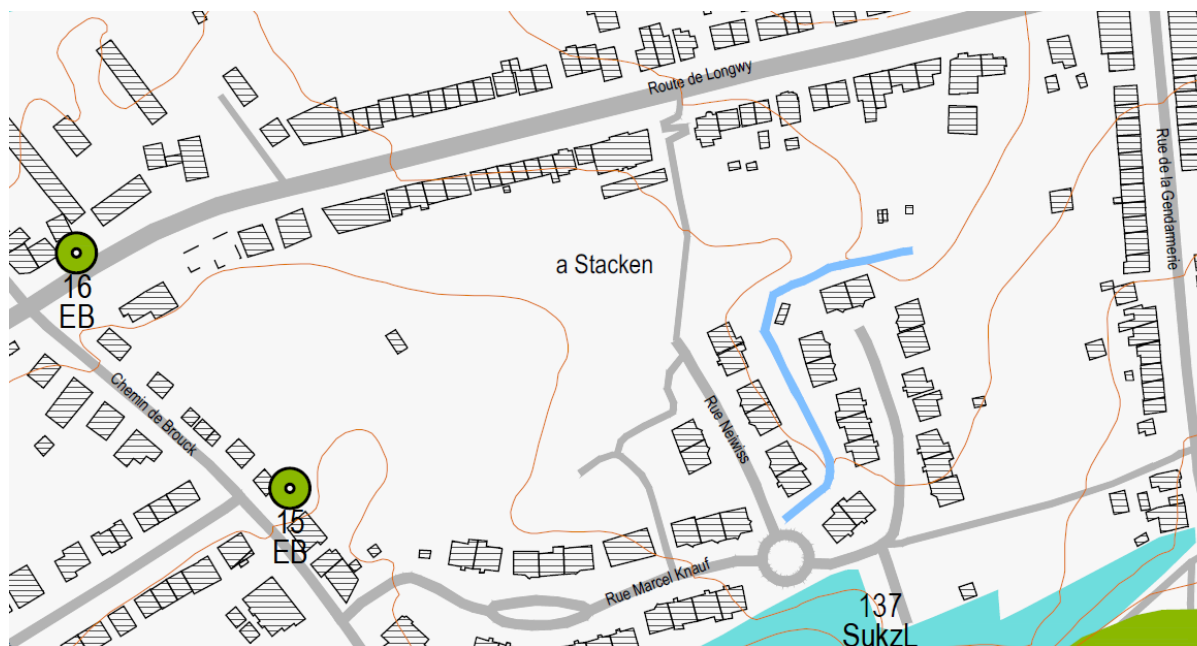 Route de Longwy
Rue de la Gendarmerie
a Stacken
16
EB
Chemin de Brouck
Rue Neiwiss
15
EB
Rue Marcel Knauf
137
SukzL